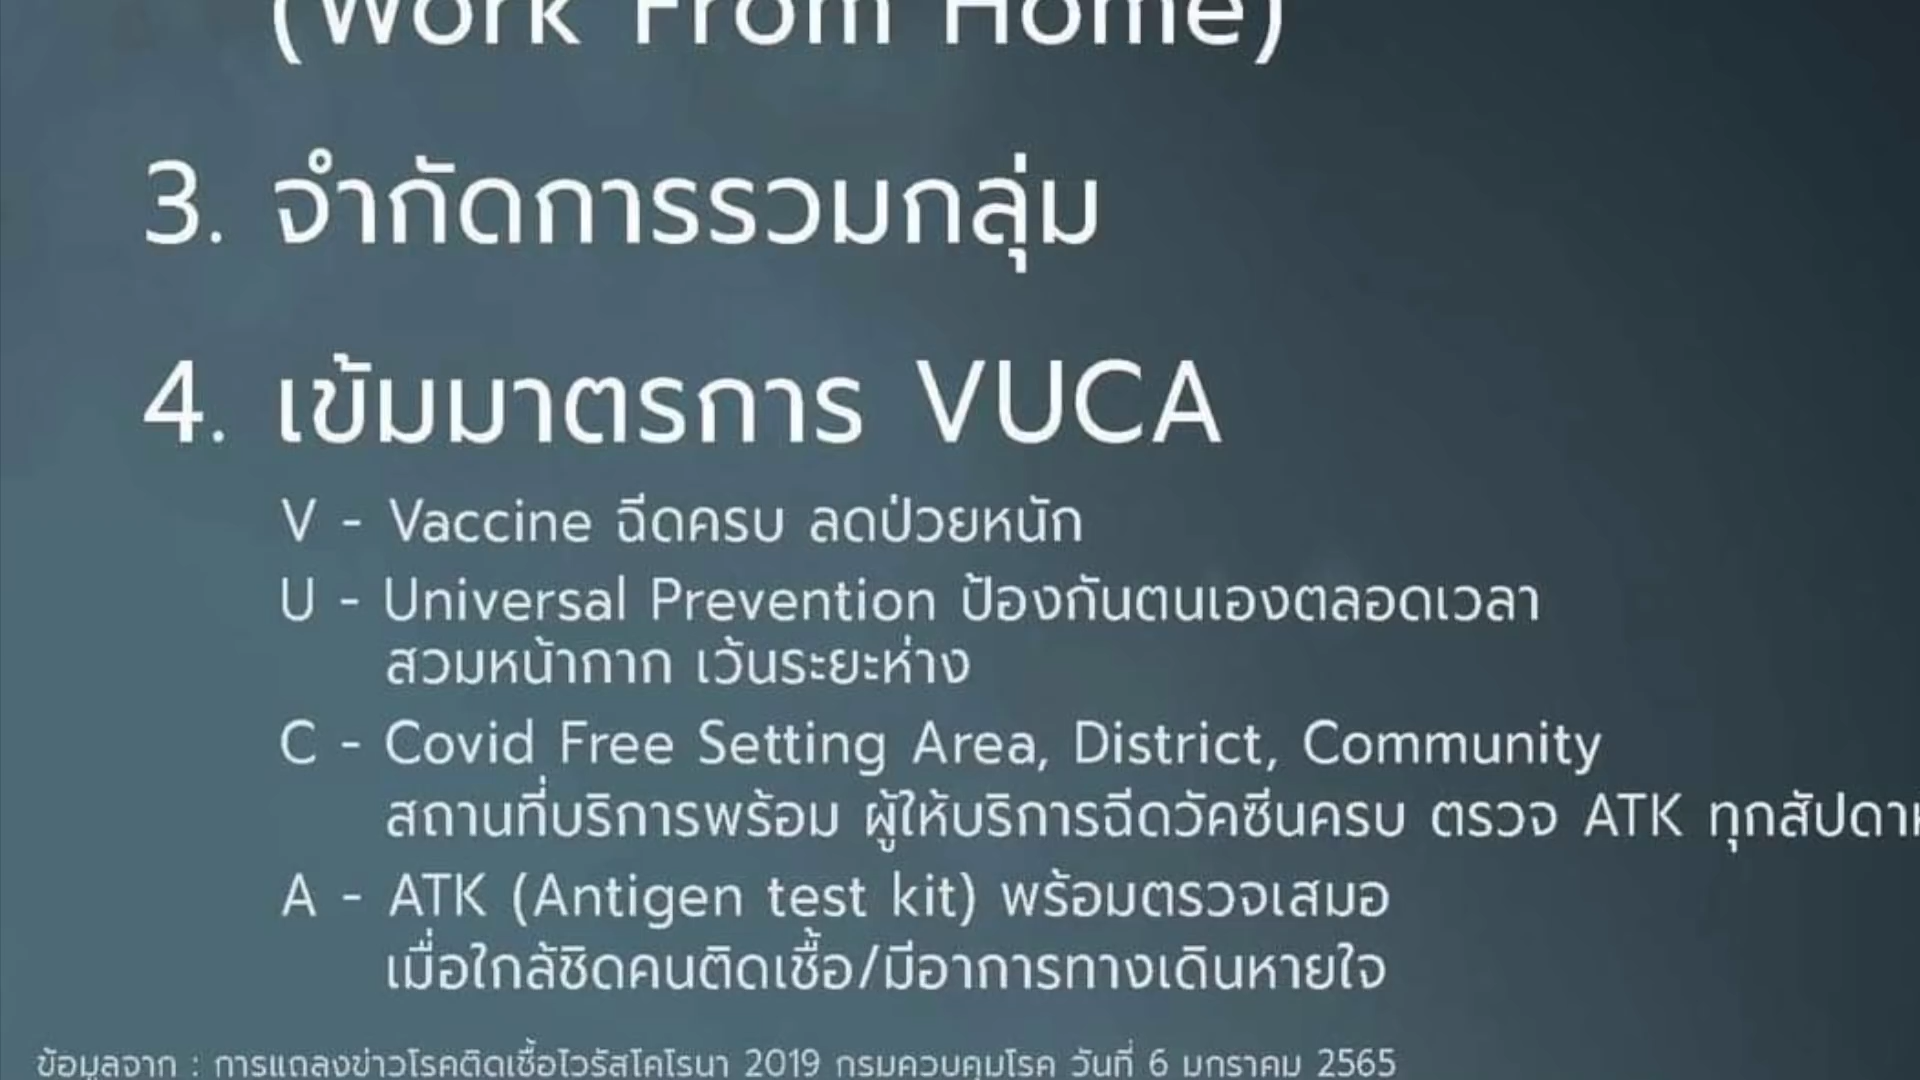 (Work From Home)
3. จำกัดการรวมกลุ่ม
4. เข้มมาตรการ VUCA
V - Vaccine ฉีดครบ ลดป่วยหนัก
U - Universal Prevention ป้องกันตนเองตลอดเวลา
สวมหน้ากาก เว้นระยะห่าง
C - Covid Free Setting Area, District, Community
สถานที่บริการพร้อม ผู้ให้บริการฉีดวัคซีนครบ ตรวจ ATK ทุกสัปดาห
A - ATK (Antigen test kit) พร้อมตรวจเสมอ
เมื่อใกล้ชิดคนติดเชื้อ/มีอาการทางเดินหายใจ
ข้อมูลจาก : การแถลงข่าวโรคติดเชื้อไวรัสโคโรนา 2019 กรมควบคุมโรค วันที่ 6 มกราคม 2565